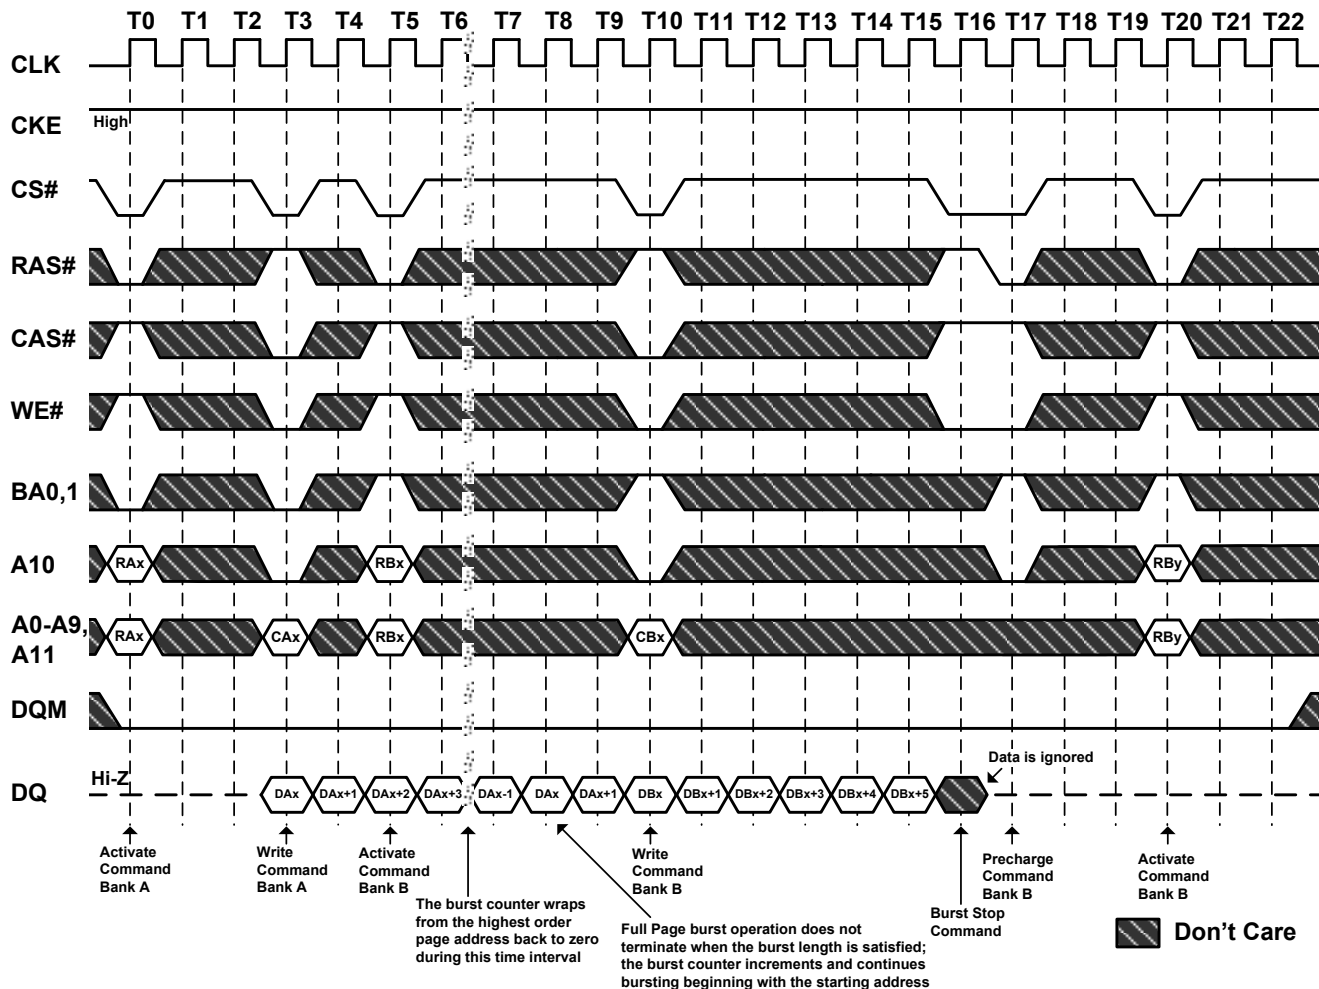 T0 T1 T2 T3 T4 T5 T6 T7 T8 T9 T10 T11 T12 T13 T14 T15 T16 T17 T18 T19 T20 T21 T22
CLK
CKE High
CS#
RAS#
CAS#
WE#
BA0,1
A10 RAx RBx RBy
A0-A9,
A11 RAx CAx RBx CBx RBy
DQM
DQ Hi-Z DAx DAx+1 DAx+2 DAx+3 DAx-1 DAx DAx+1 DBx DBx+1 DBx+2 DBx+3 DBx+4 DBx+5
Data is ignored
Activate
Command
Bank A
Write
Command
Bank A
Activate
Command
Bank B
The burst counter wraps
from the highest order
page address back to zero
during this time interval
Write
Command
Bank B
Full Page burst operation does not
terminate when the burst length is satisfied;
the burst counter increments and continues
bursting beginning with the starting address
Burst Stop
Command
Precharge
Command
Bank B
Activate
Command
Bank B
Don't Care